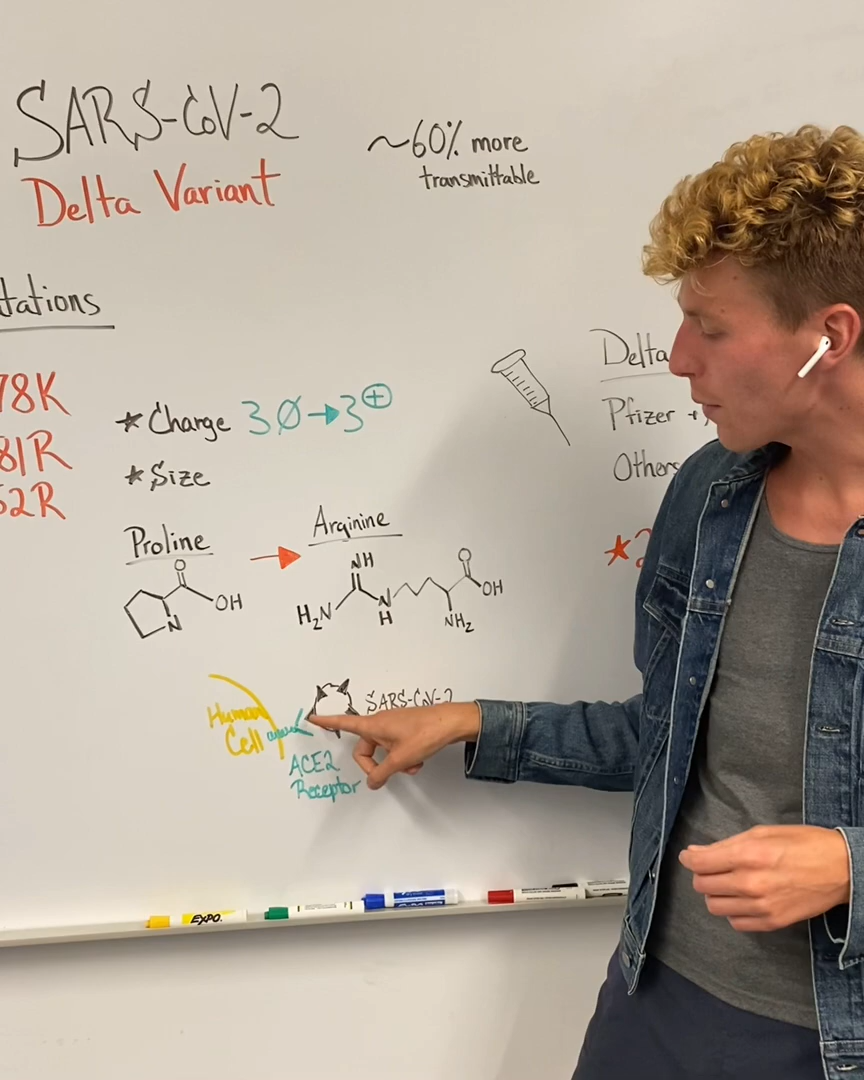 SARS-CoV-2
Delta Variant
~60% more
transmittable
tations
78K
81R
52R
*Charge 3Ø→3⊕
*Size
Proline → Arginine
O
OH
N
NH
H₂N
N
H
O
OH
NH₂
Delta
Pfizer +
Others
*2
Human
Cell
SARS-CoV-2
ACE2
Receptor
EXPO.